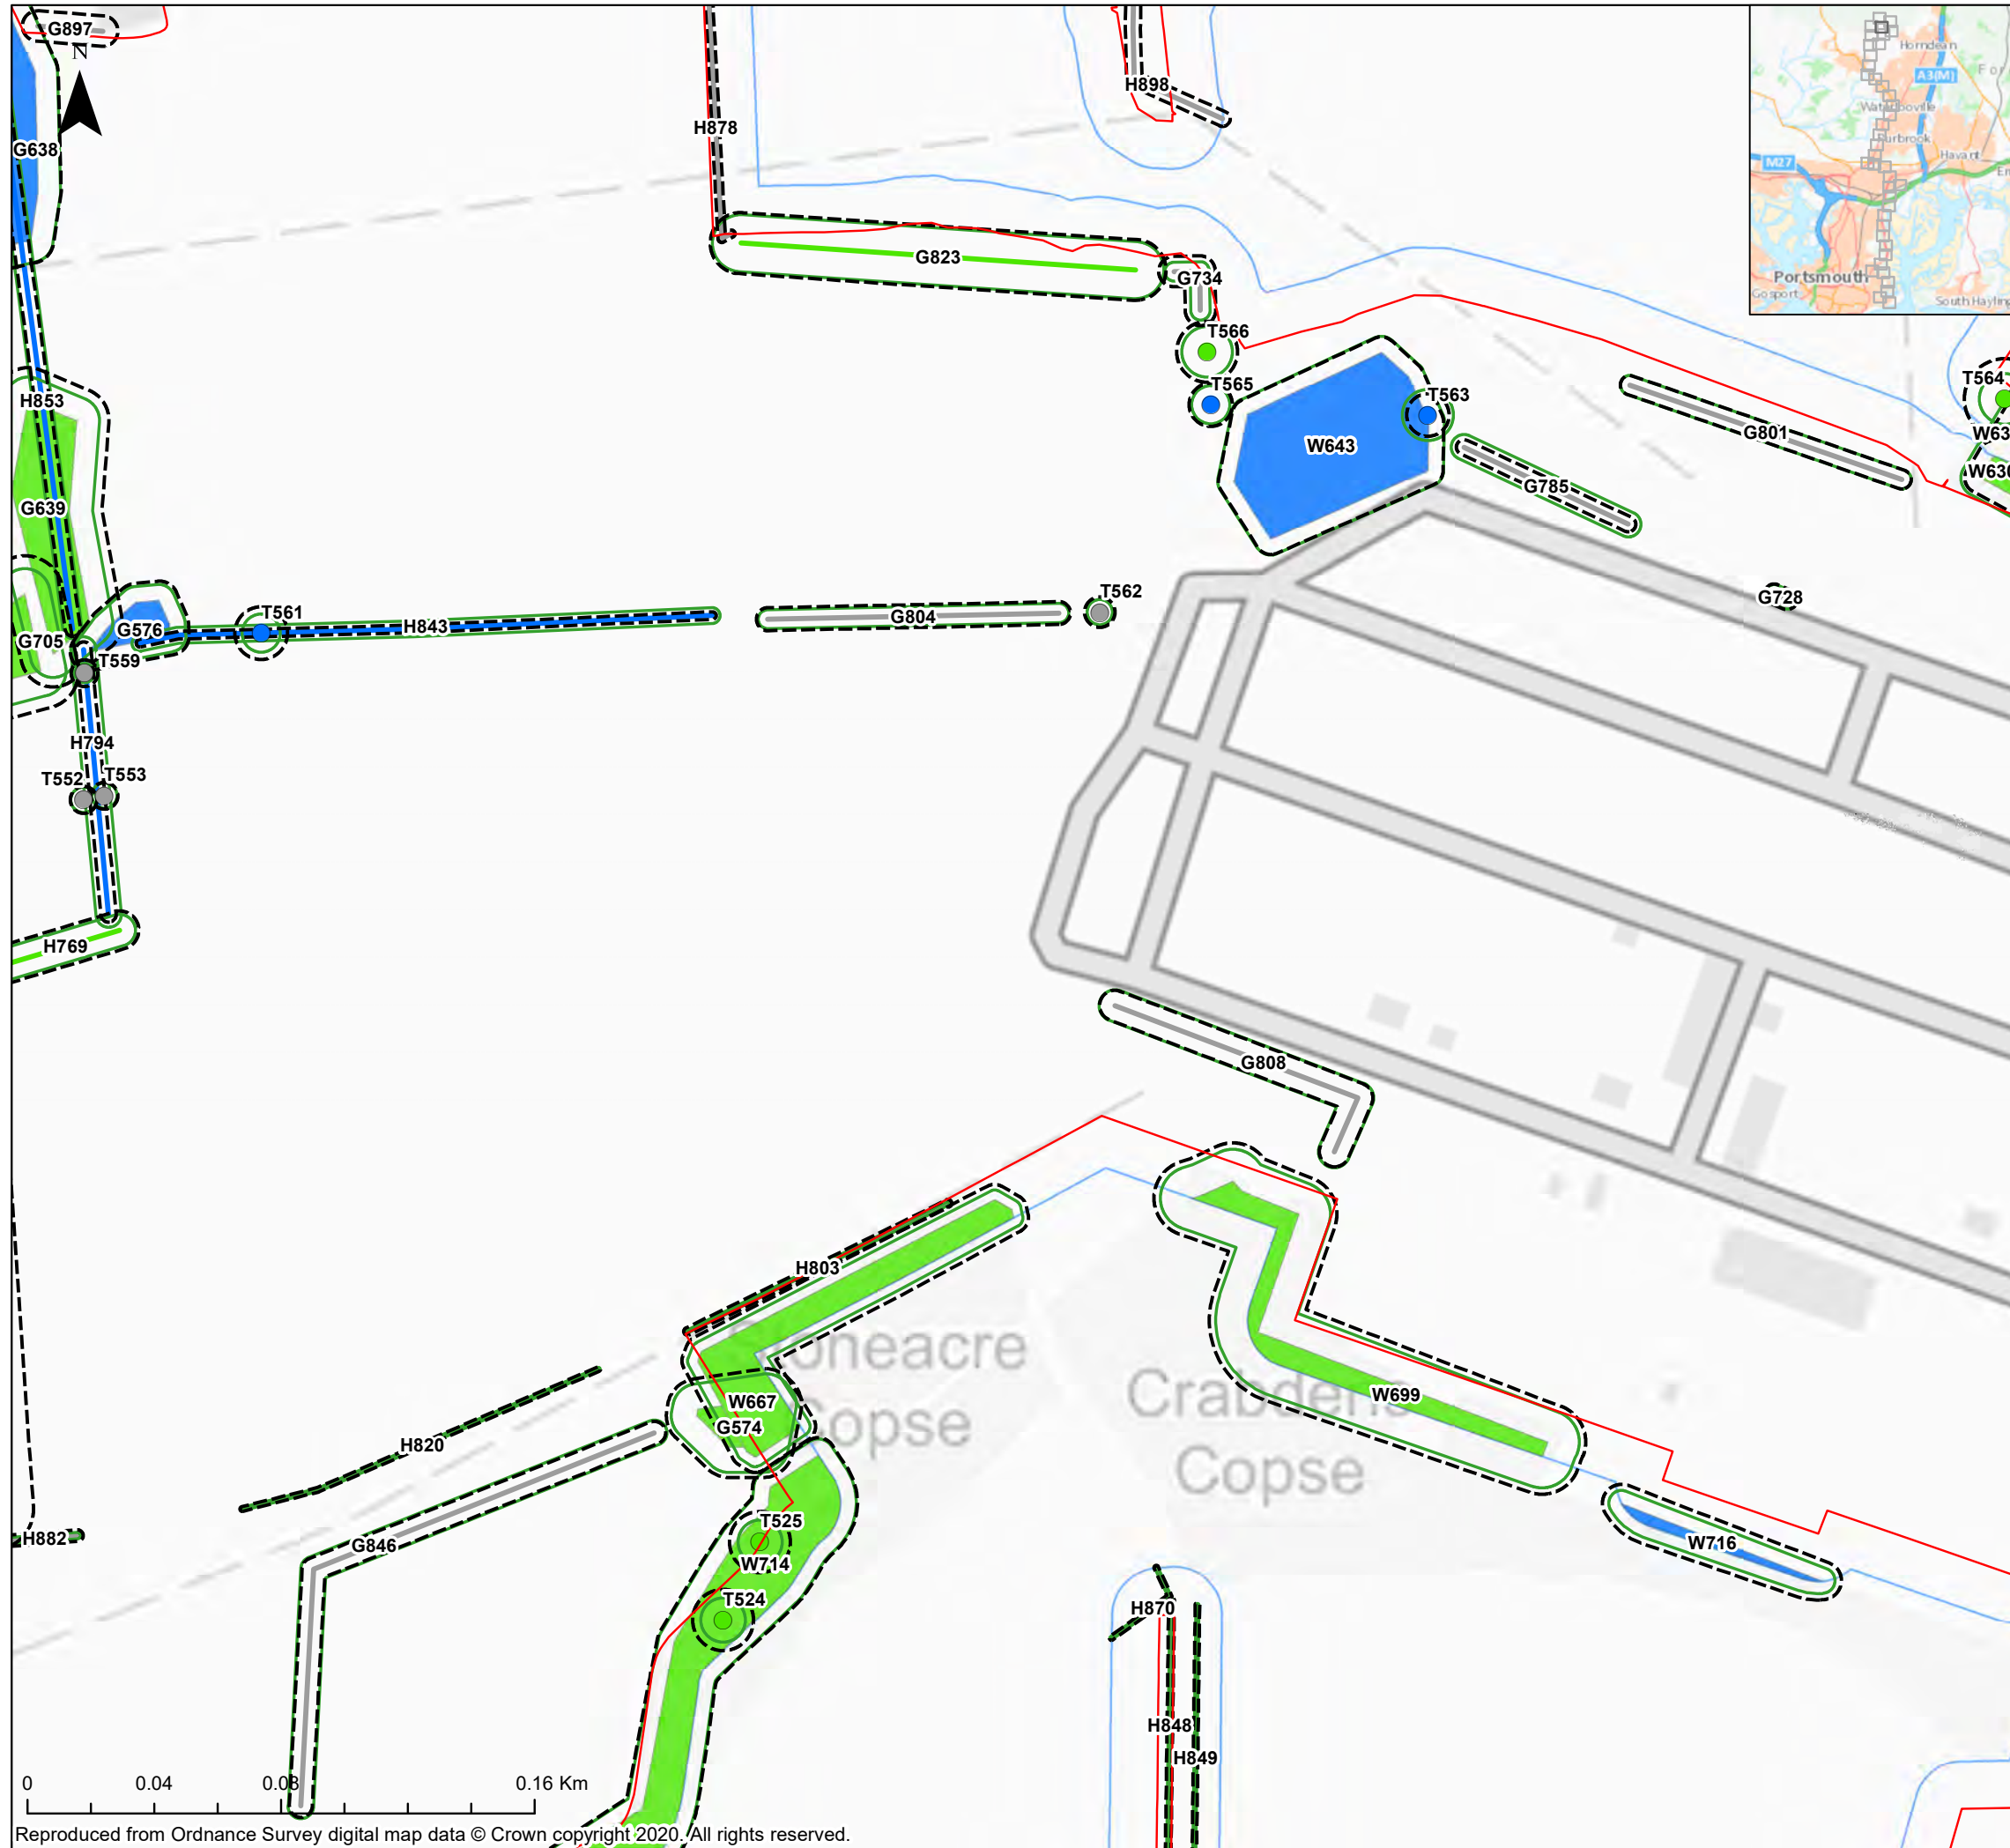 G897
N
G638
H878
H898
Horndean
A3(M)
Waterlooville
Purbrook
Havant
M27
Portsmouth
Gosport
South Hayling
G823
G734
T566
T565
T563
T564
W643
G801
G785
W630
H853
G639
G705
G576
T561
H843
G804
T562
G728
T559
H794
T552
T553
H769
G808
H803
Stoneacre
Copse
W667
G574
Crabdens
Copse
W699
H820
G846
H882
T525
W714
T524
W716
H870
H848
H849
0
0.04
0.08
0.16 Km
Reproduced from Ordnance Survey digital map data © Crown copyright 2020. All rights reserved.